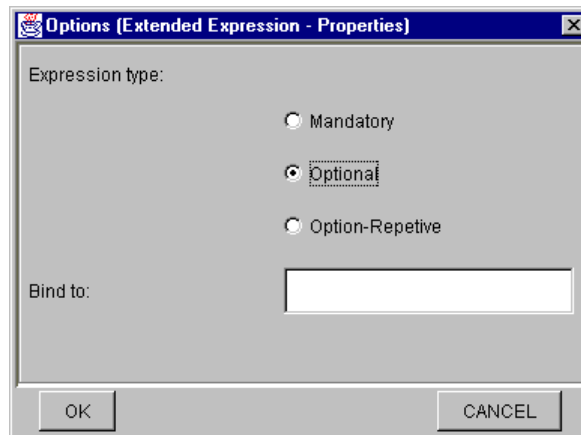 Options (Extended Expression - Properties)
Expression type:
Mandatory
Optional
Option-Repetive
Bind to:
OK CANCEL